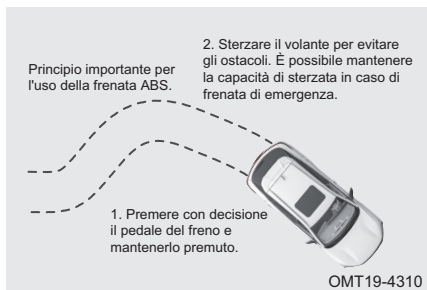 Principio importante per
l'uso della frenata ABS.
2. Sterzare il volante per evitare
gli ostacoli. È possibile mantenere
la capacità di sterzata in caso di
frenata di emergenza.
1. Premere con decisione
il pedale del freno e
mantenerlo premuto.
OMT19-4310